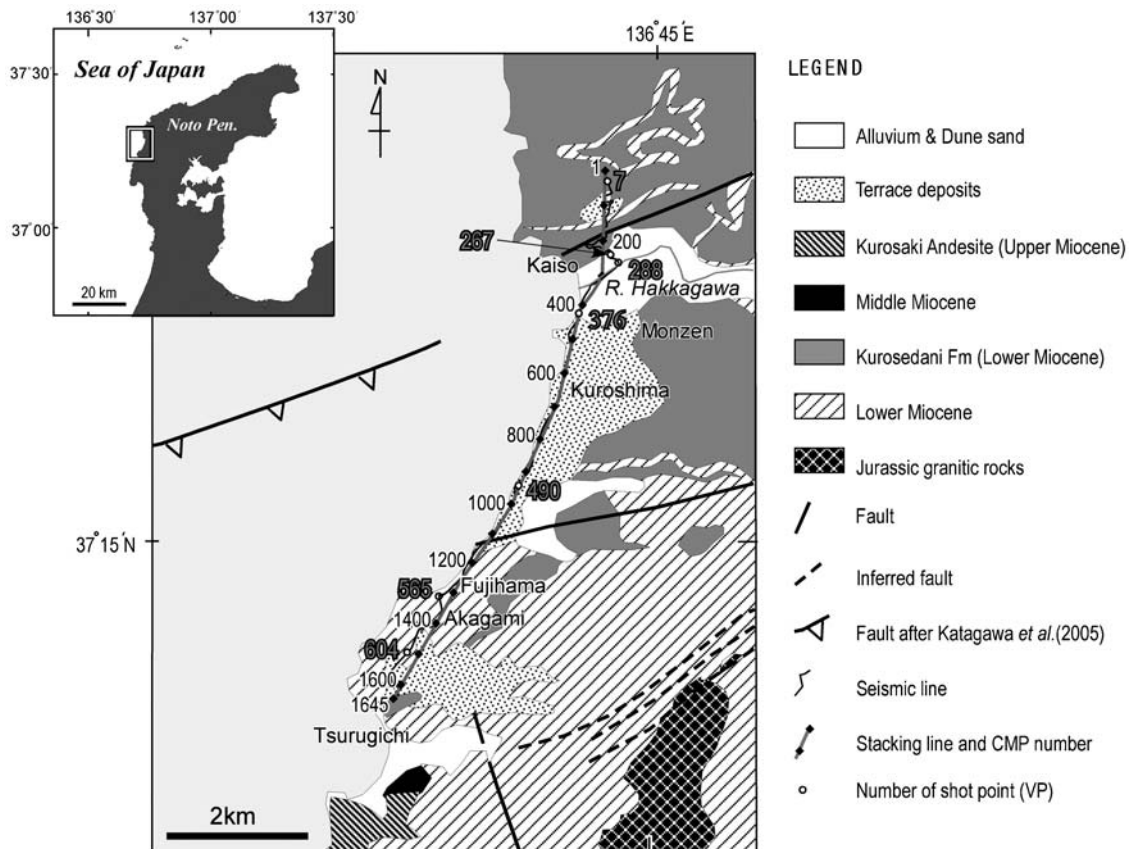 136°30'
137°00'
137°30'
37°30'
Sea of Japan
Noto Pen.
37°00'
20 km
136°45'E
N
1
7
200
267
Kaiso
288
R. Hakkagawa
400
376
Monzen
600
Kuroshima
800
490
1000
37°15'N
1200
Fujihama
565
1400
Akagami
604
1600
1645
Tsurugichi
2km
LEGEND
Alluvium & Dune sand
Terrace deposits
Kurosaki Andesite (Upper Miocene)
Middle Miocene
Kurosedani Fm (Lower Miocene)
Lower Miocene
Jurassic granitic rocks
Fault
Inferred fault
Fault after Katagawa et al.(2005)
Seismic line
Stacking line and CMP number
Number of shot point (VP)